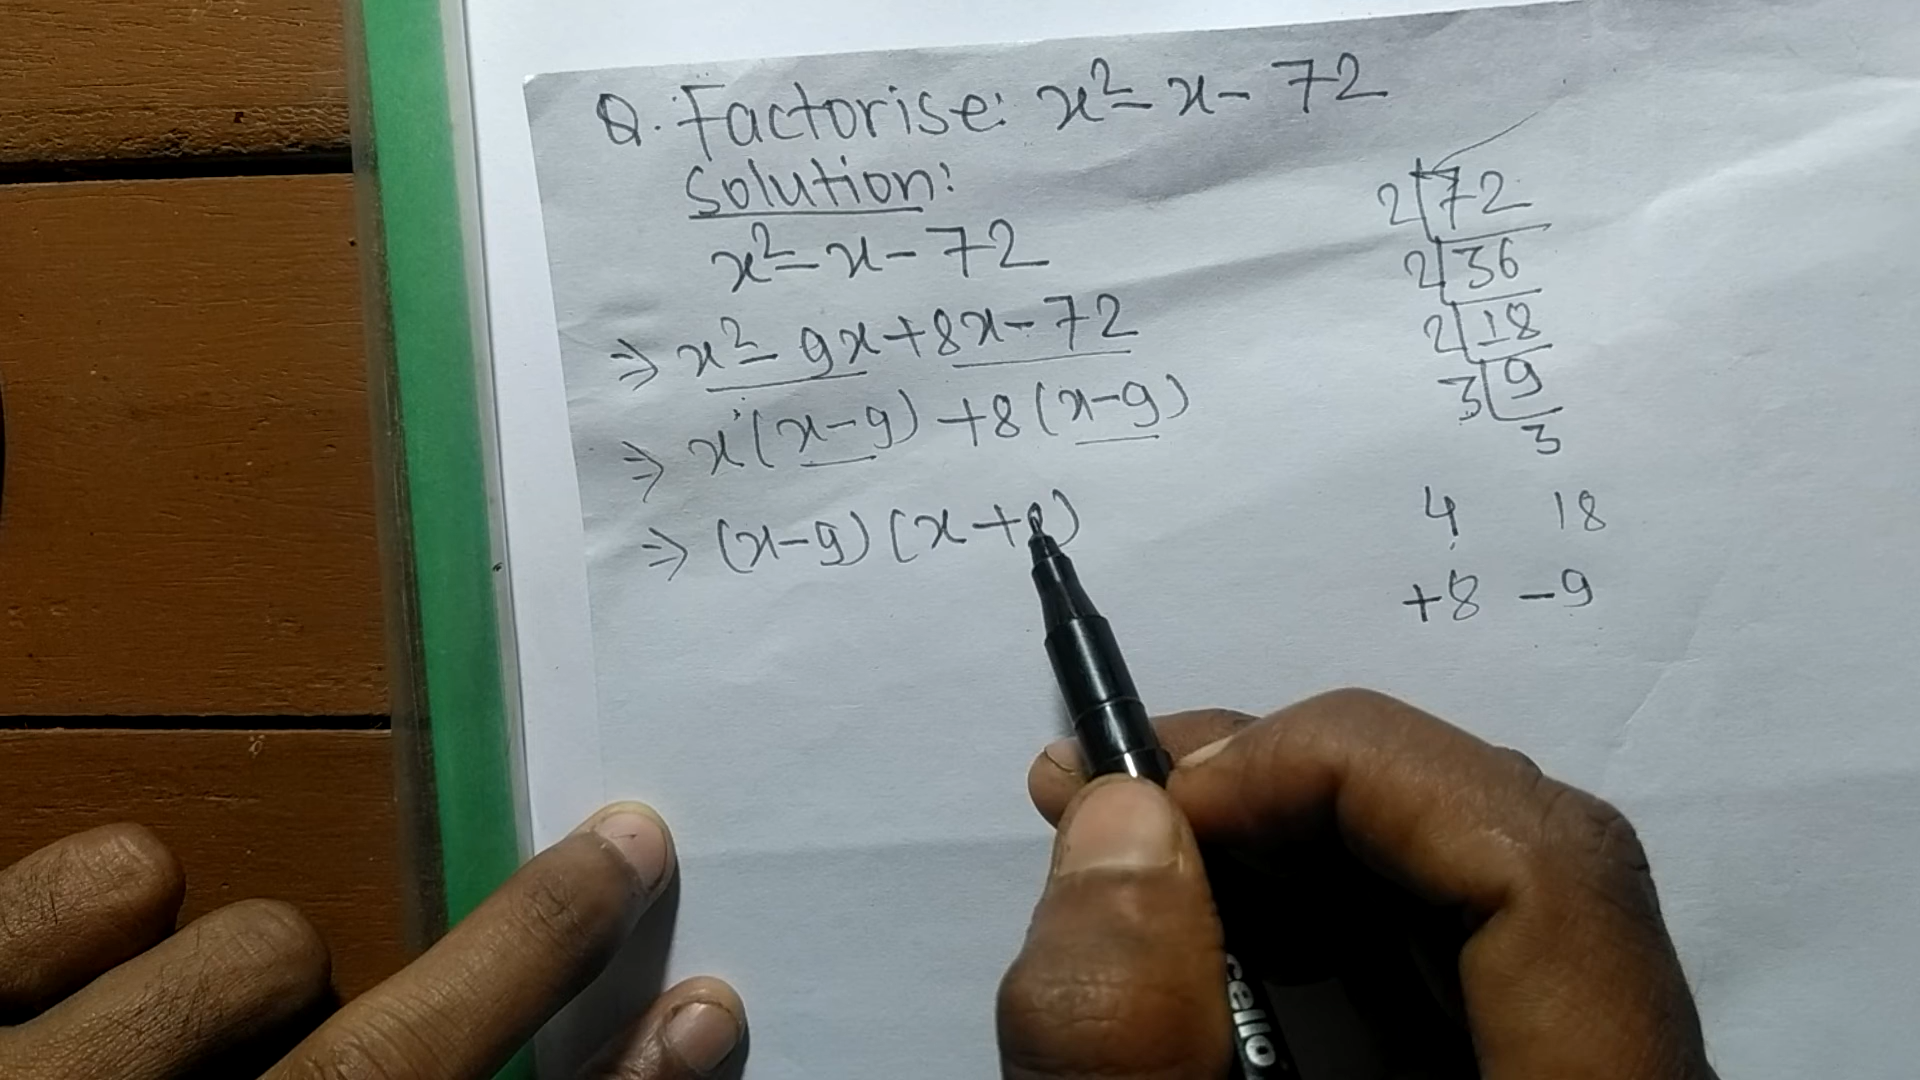 Q. Factorise: x² - x - 72
Solution:
x² - x - 72
⇒ x² - 9x + 8x - 72
⇒ x (x - 9) + 8 (x - 9)
⇒ (x - 9) (x + 8)
2 72
2 36
2 18
3 9
3
4 18
+8 -9
cello